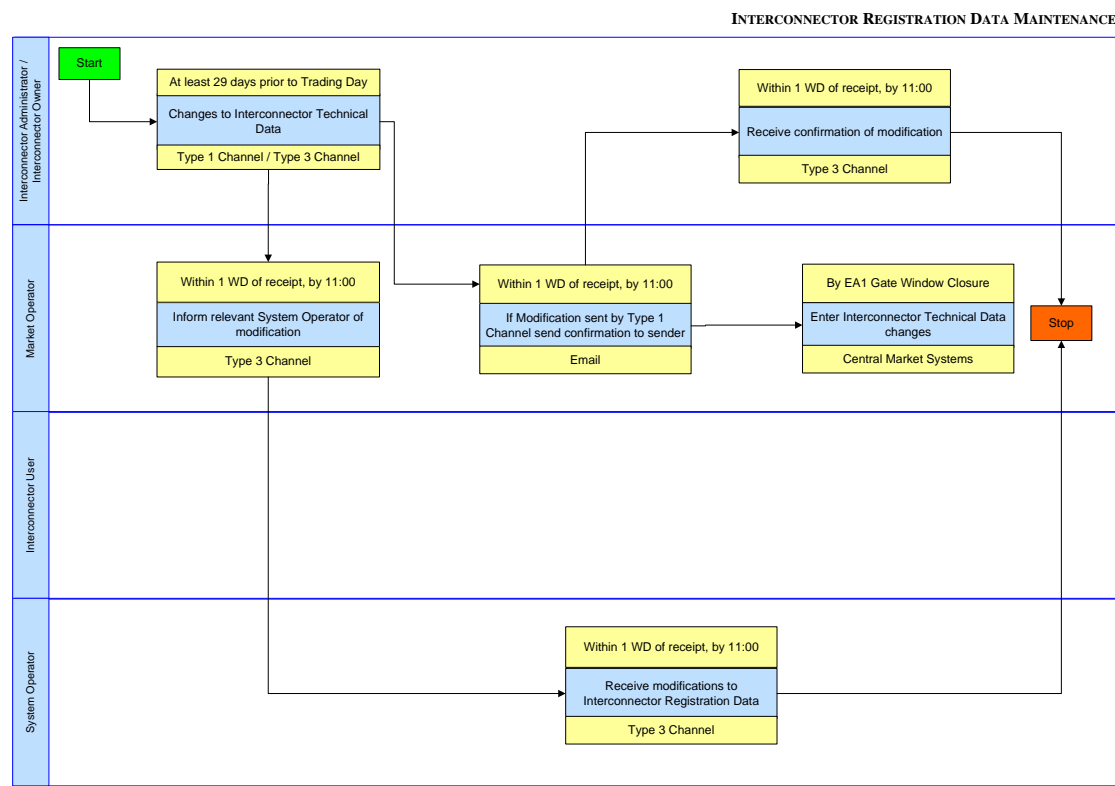 INTERCONNECTOR REGISTRATION DATA MAINTENANCE
Interconnector Administrator /
Interconnector Owner
Start
At least 29 days prior to Trading Day
Changes to Interconnector Technical
Data
Type 1 Channel / Type 3 Channel
Within 1 WD of receipt, by 11:00
Receive confirmation of modification
Type 3 Channel
Market Operator
Within 1 WD of receipt, by 11:00
Inform relevant System Operator of
modification
Type 3 Channel
Within 1 WD of receipt, by 11:00
If Modification sent by Type 1
Channel send confirmation to sender
Email
By EA1 Gate Window Closure
Enter Interconnector Technical Data
changes
Central Market Systems
Stop
Interconnector User
System Operator
Within 1 WD of receipt, by 11:00
Receive modifications to
Interconnector Registration Data
Type 3 Channel